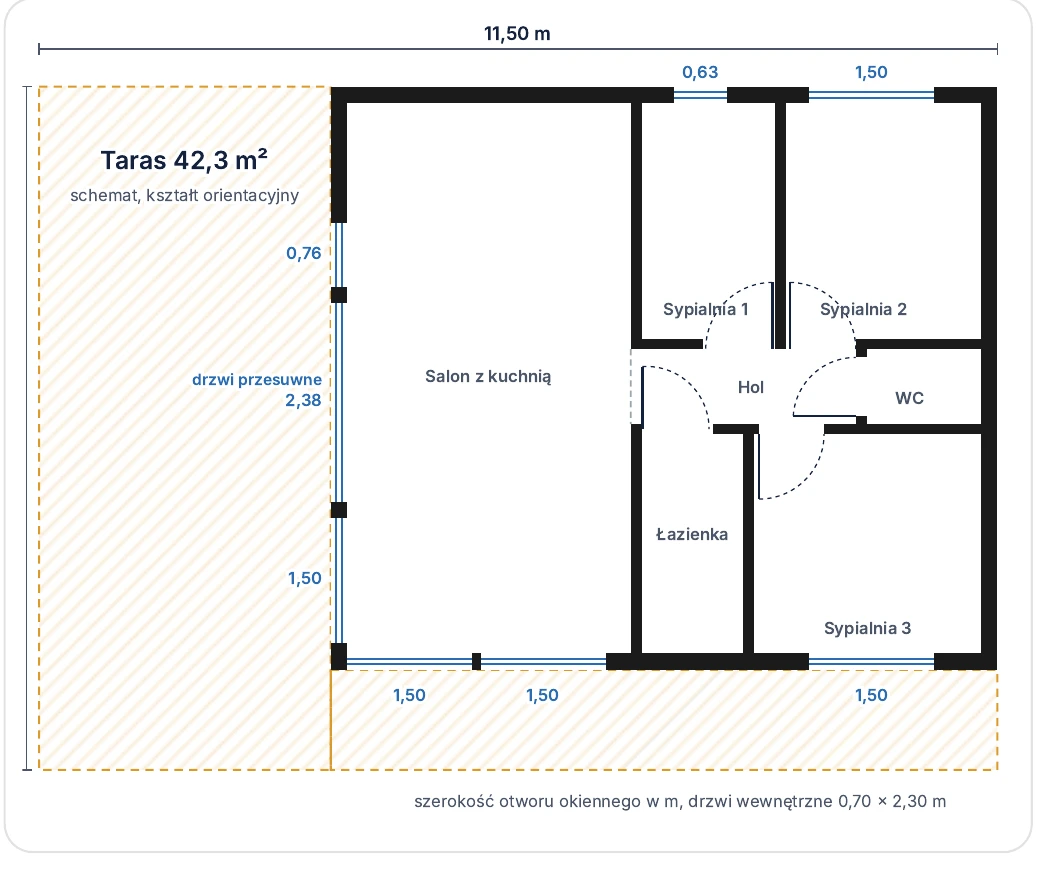 11,50 m
0,63
1,50
Taras 42,3 m²
schemat, kształt orientacyjny
0,76
Sypialnia 1
Sypialnia 2
drzwi przesuwne
2,38
Salon z kuchnią
Hol
WC
Łazienka
1,50
Sypialnia 3
1,50
1,50
1,50
szerokość otworu okiennego w m, drzwi wewnętrzne 0,70 × 2,30 m